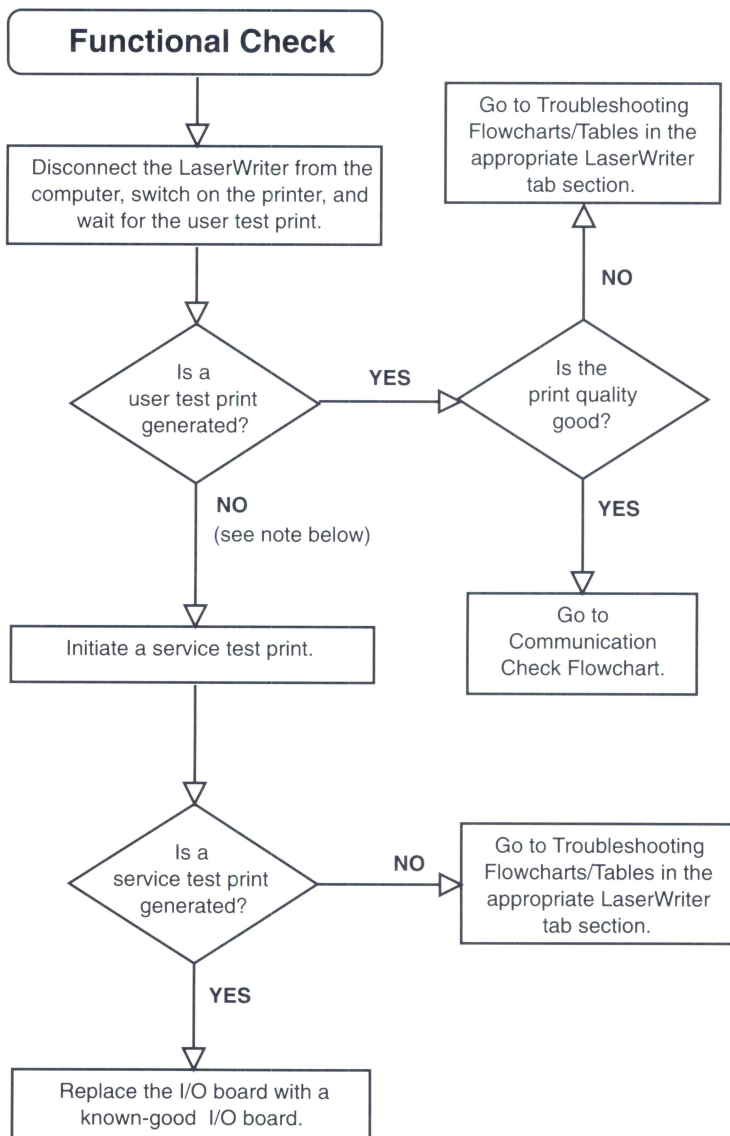 Functional Check
Disconnect the LaserWriter from the
computer, switch on the printer, and
wait for the user test print.
Go to Troubleshooting
Flowcharts/Tables in the
appropriate LaserWriter
tab section.
NO
Is a
user test print
generated?
YES
Is the
print quality
good?
NO
(see note below)
YES
Go to
Communication
Check Flowchart.
Initiate a service test print.
Is a
service test print
generated?
NO
Go to Troubleshooting
Flowcharts/Tables in the
appropriate LaserWriter
tab section.
YES
Replace the I/O board with a
known-good I/O board.